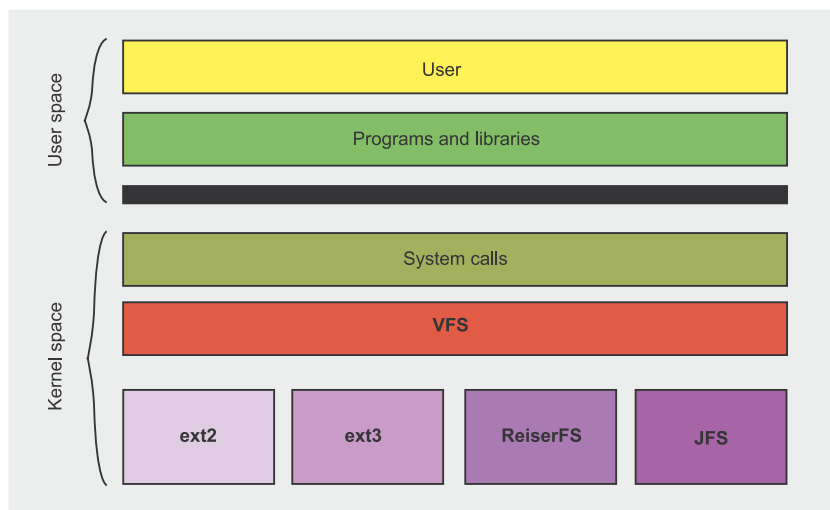 User space
User
Programs and libraries
Kernel space
System calls
VFS
ext2
ext3
ReiserFS
JFS